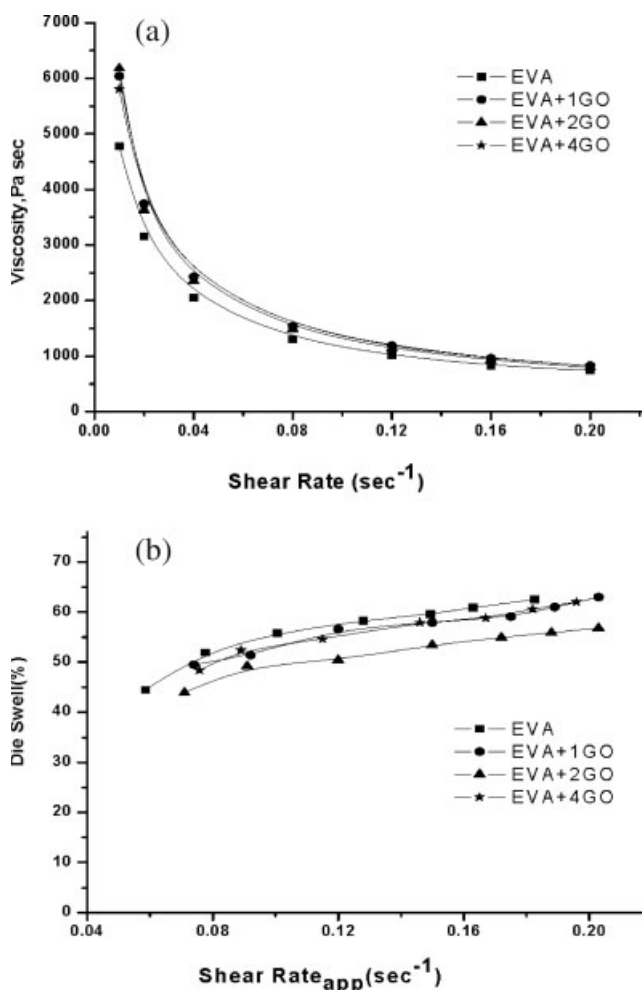 (a)
7000
6000
5000
4000
3000
2000
1000
0
Viscosity,Pa sec
EVA
EVA+1GO
EVA+2GO
EVA+4GO
0.00 0.04 0.08 0.12 0.16 0.20
Shear Rate (sec⁻¹)
(b)
70
60
50
40
30
20
10
0
Die Swell(%)
EVA
EVA+1GO
EVA+2GO
EVA+4GO
0.04 0.08 0.12 0.16 0.20
Shear Rateapp(sec⁻¹)